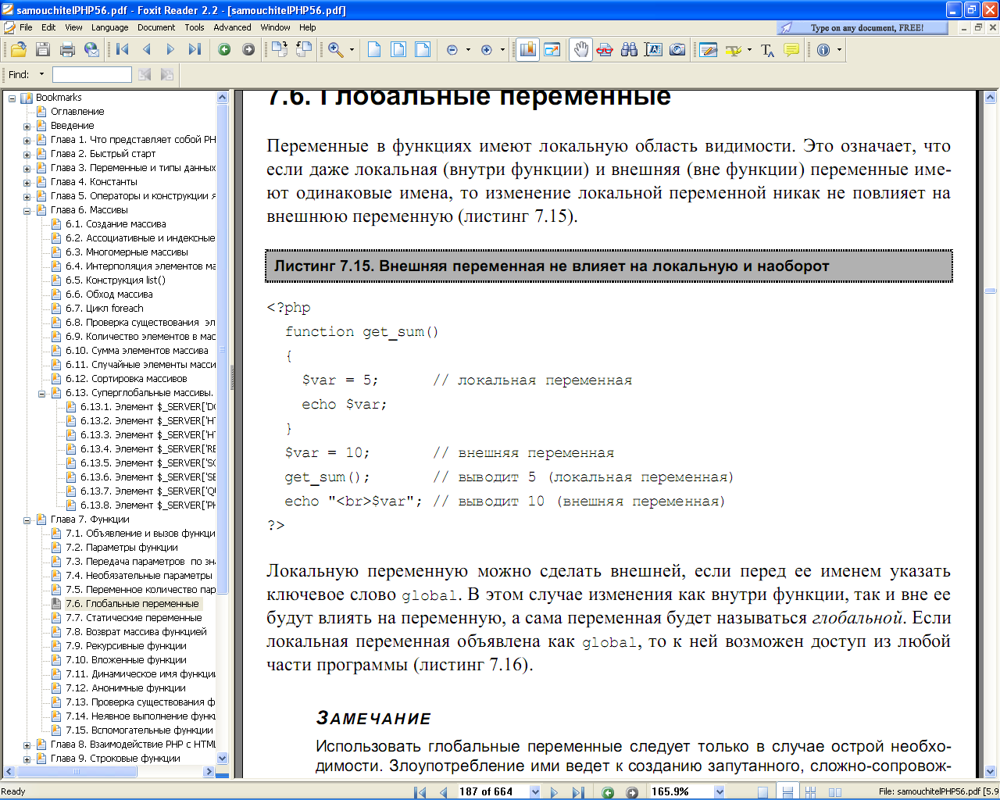 samouchitelPHP56.pdf - Foxit Reader 2.2 - [samouchitelPHP56.pdf]
File Edit View Language Document Tools Advanced Window Help
Type on any document, FREE!
Find:
Bookmarks
Оглавление
Введение
Глава 1. Что представляет собой PH
Глава 2. Быстрый старт
Глава 3. Переменные и типы данных
Глава 4. Константы
Глава 5. Операторы и конструкции я
Глава 6. Массивы
6.1. Создание массива
6.2. Ассоциативные и индексные
6.3. Многомерные массивы
6.4. Интерполяция элементов ма
6.5. Конструкция list()
6.6. Обход массива
6.7. Цикл foreach
6.8. Проверка существования эл
6.9. Количество элементов в мас
6.10. Сумма элементов массива
6.11. Случайные элементы масси
6.12. Сортировка массивов
6.13. Суперглобальные массивы.
6.13.1. Элемент $_SERVER['DO
6.13.2. Элемент $_SERVER['HT
6.13.3. Элемент $_SERVER['HT
6.13.4. Элемент $_SERVER['RE
6.13.5. Элемент $_SERVER['SC
6.13.6. Элемент $_SERVER['SE
6.13.7. Элемент $_SERVER['QU
6.13.8. Элемент $_SERVER['PH
Глава 7. Функции
7.1. Объявление и вызов функци
7.2. Параметры функции
7.3. Передача параметров по зна
7.4. Необязательные параметры
7.5. Переменное количество пар
7.6. Глобальные переменные
7.7. Статические переменные
7.8. Возврат массива функцией
7.9. Рекурсивные функции
7.10. Вложенные функции
7.11. Динамическое имя функци
7.12. Анонимные функции
7.13. Проверка существования ф
7.14. Неявное выполнение функ
7.15. Вспомогательные функции
Глава 8. Взаимодействие PHP с HTML
Глава 9. Строковые функции
7.6. Глобальные переменные
Переменные в функциях имеют локальную область видимости. Это означает, что
если даже локальная (внутри функции) и внешняя (вне функции) переменные име-
ют одинаковые имена, то изменение локальной переменной никак не повлияет на
внешнюю переменную (листинг 7.15).
Листинг 7.15. Внешняя переменная не влияет на локальную и наоборот
<?php
function get_sum()
{
$var = 5; // локальная переменная
echo $var;
}
$var = 10; // внешняя переменная
get_sum(); // выводит 5 (локальная переменная)
echo "<br>$var"; // выводит 10 (внешняя переменная)
?>
Локальную переменную можно сделать внешней, если перед ее именем указать
ключевое слово global. В этом случае изменения как внутри функции, так и вне ее
будут влиять на переменную, а сама переменная будет называться глобальной. Если
локальная переменная объявлена как global, то к ней возможен доступ из любой
части программы (листинг 7.16).
ЗАМЕЧАНИЕ
Использовать глобальные переменные следует только в случае острой необхо-
димости. Злоупотребление ими ведет к созданию запутанного, сложно-сопровож-
Ready 187 of 664 165.9% File: samouchitelPHP56.pdf [5.9